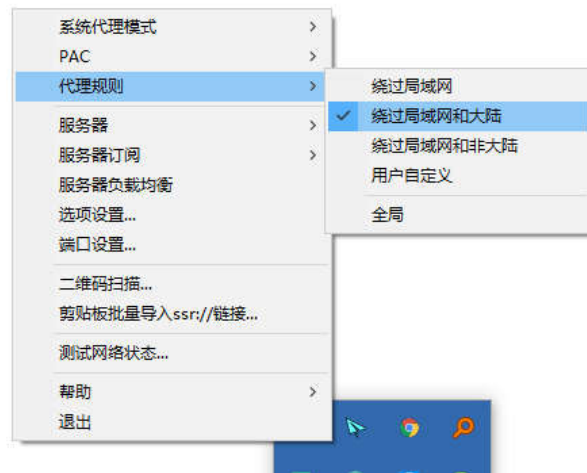 系统代理模式
PAC
代理规则
服务器
服务器订阅
服务器负载均衡
选项设置...
端口设置...
二维码扫描...
剪贴板批量导入ssr://链接...
测试网络状态...
帮助
退出
绕过局域网
绕过局域网和大陆
绕过局域网和非大陆
用户自定义
全局